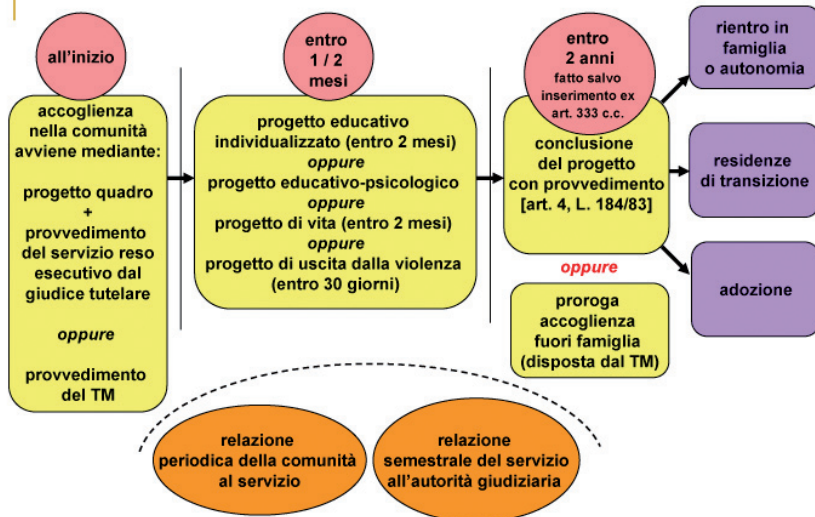 all'inizio
accoglienza
nella comunità
avviene mediante:
progetto quadro
+
provvedimento
del servizio reso
esecutivo dal
giudice tutelare
oppure
provvedimento
del TM
entro
1 / 2
mesi
progetto educativo
individualizzato (entro 2 mesi)
oppure
progetto educativo-psicologico
oppure
progetto di vita (entro 2 mesi)
oppure
progetto di uscita dalla violenza
(entro 30 giorni)
entro
2 anni
fatto salvo
inserimento ex
art. 333 c.c.
conclusione
del progetto
con provvedimento
[art. 4, L. 184/83]
oppure
proroga
accoglienza
fuori famiglia
(disposta dal TM)
rientro in
famiglia
o autonomia
residenze
di transizione
adozione
relazione
periodica della comunità
al servizio
relazione
semestrale del servizio
all'autorità giudiziaria